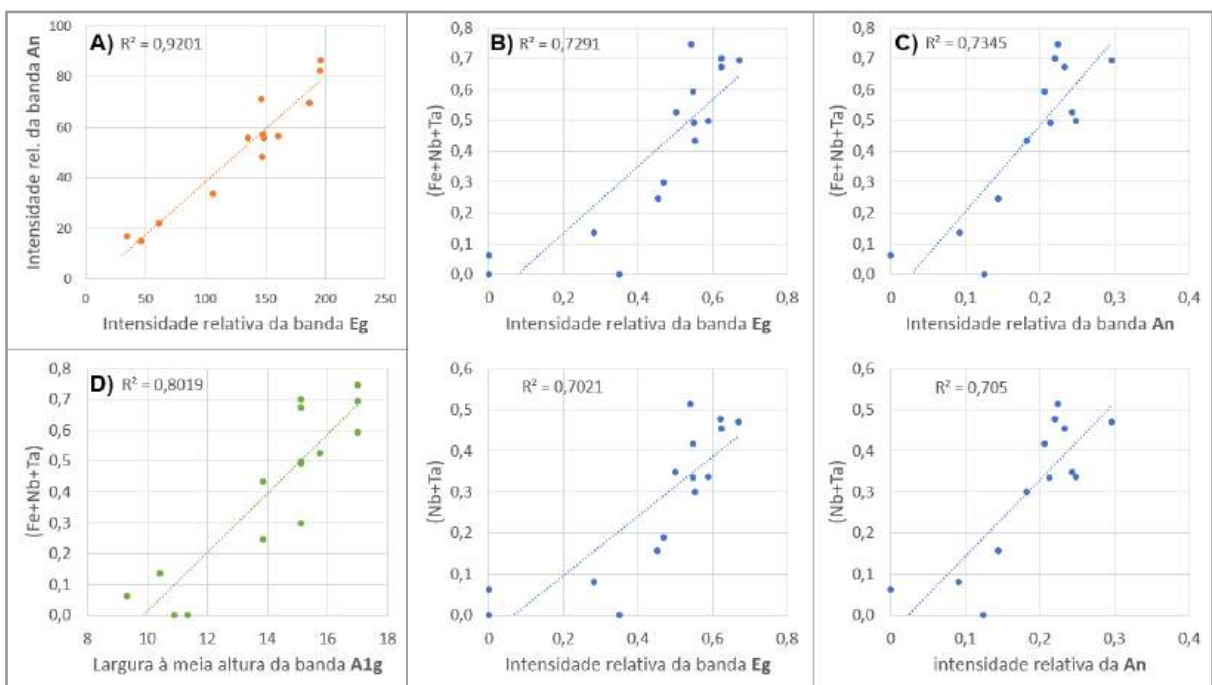 A) R² = 0,9201
Intensidade rel. da banda An
100
80
60
40
20
0
0 50 100 150 200 250
Intensidade relativa da banda Eg
B) R² = 0,7291
(Fe+Nb+Ta)
0,8
0,7
0,6
0,5
0,4
0,3
0,2
0,1
0,0
0 0,2 0,4 0,6 0,8
Intensidade relativa da banda Eg
C) R² = 0,7345
(Fe+Nb+Ta)
0,8
0,7
0,6
0,5
0,4
0,3
0,2
0,1
0,0
0 0,1 0,2 0,3 0,4
Intensidade relativa da banda An
D) R² = 0,8019
(Fe+Nb+Ta)
0,8
0,7
0,6
0,5
0,4
0,3
0,2
0,1
0,0
8 10 12 14 16 18
Largura à meia altura da banda A1g
R² = 0,7021
(Nb+Ta)
0,6
0,5
0,4
0,3
0,2
0,1
0,0
0 0,2 0,4 0,6 0,8
Intensidade relativa da banda Eg
R² = 0,705
(Nb+Ta)
0,6
0,5
0,4
0,3
0,2
0,1
0,0
0 0,1 0,2 0,3 0,4
intensidade relativa da An